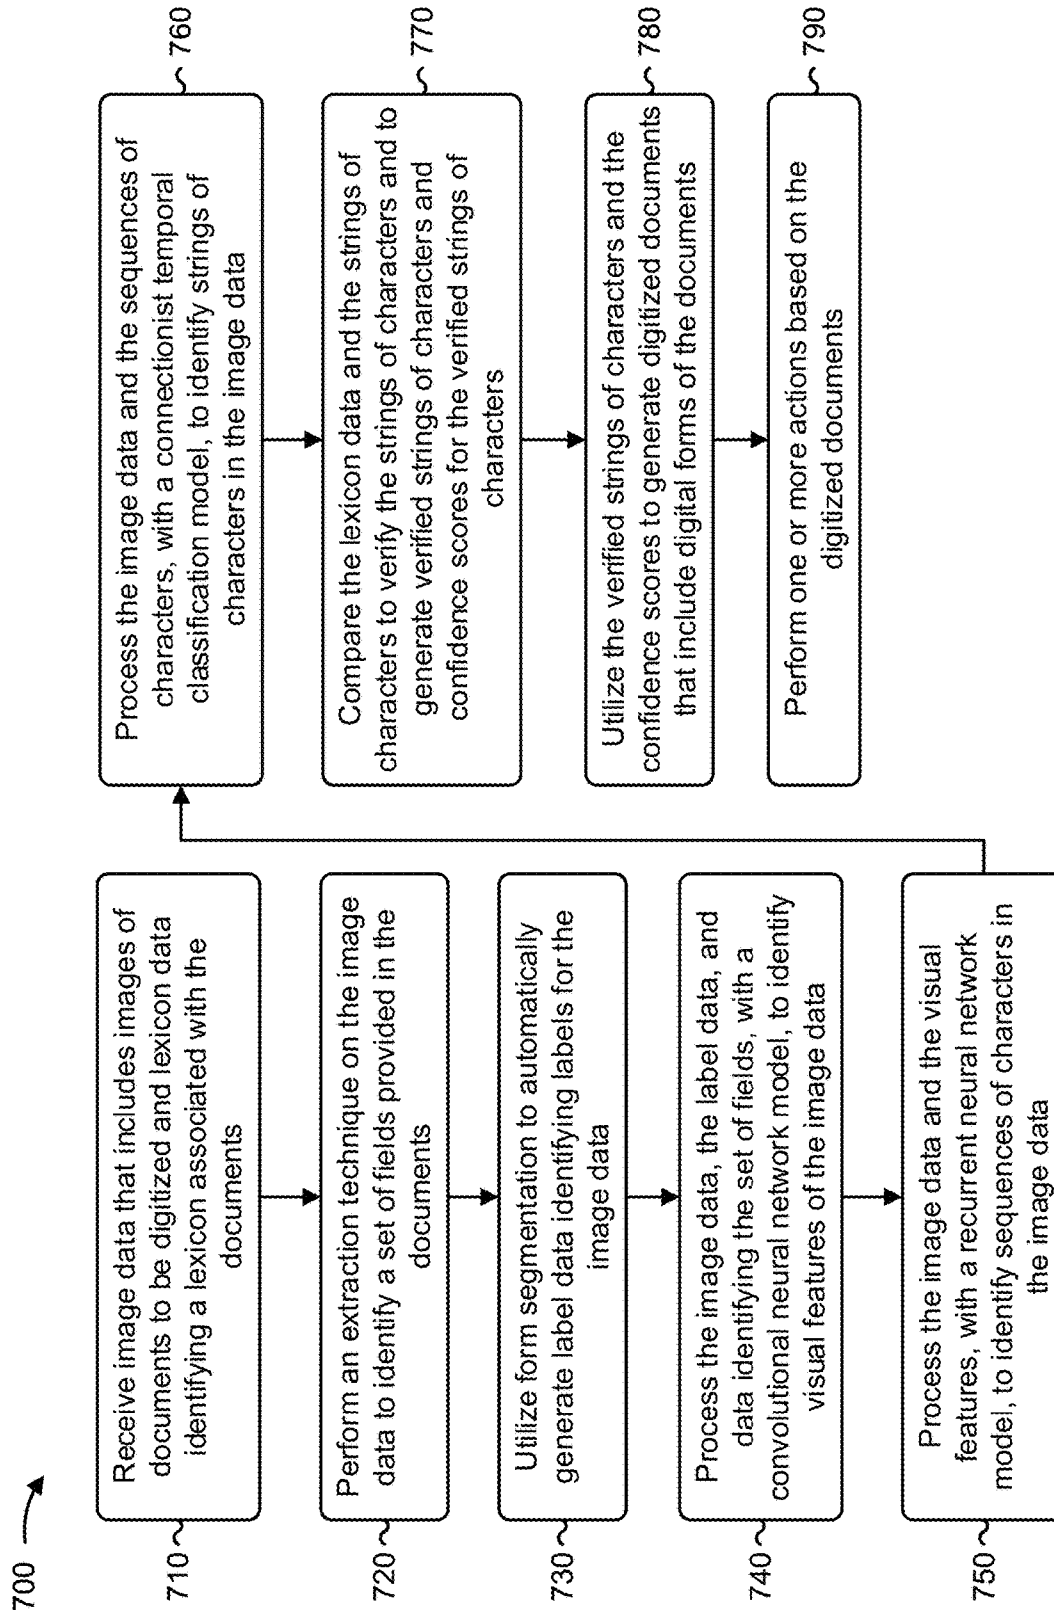 700
710
Receive image data that includes images of
documents to be digitized and lexicon data
identifying a lexicon associated with the
documents
720
Perform an extraction technique on the image
data to identify a set of fields provided in the
documents
730
Utilize form segmentation to automatically
generate label data identifying labels for the
image data
740
Process the image data, the label data, and
data identifying the set of fields, with a
convolutional neural network model, to identify
visual features of the image data
750
Process the image data and the visual
features, with a recurrent neural network
model, to identify sequences of characters in
the image data
760
Process the image data and the sequences of
characters, with a connectionist temporal
classification model, to identify strings of
characters in the image data
770
Compare the lexicon data and the strings of
characters to verify the strings of characters and to
generate verified strings of characters and
confidence scores for the verified strings of
characters
780
Utilize the verified strings of characters and the
confidence scores to generate digitized documents
that include digital forms of the documents
790
Perform one or more actions based on the
digitized documents